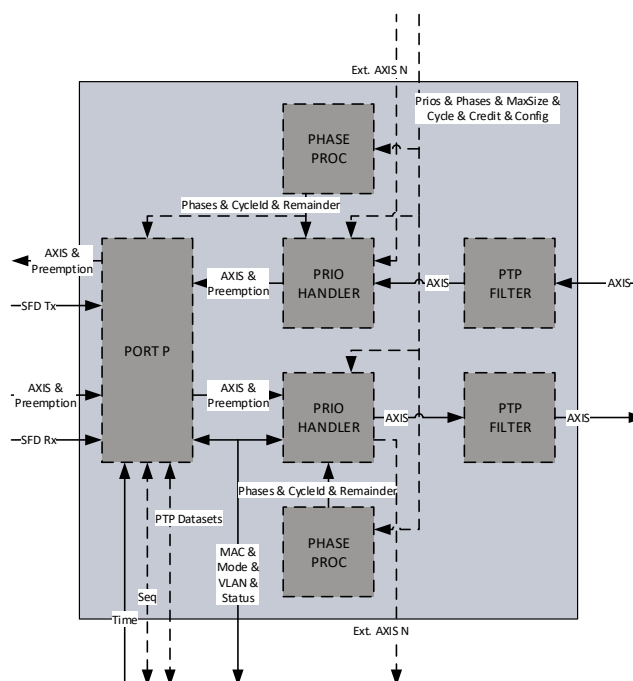 Ext. AXIS N
Prios & Phases & MaxSize &
Cycle & Credit & Config
PHASE
PROC
Phases & CycleId & Remainder
AXIS &
Preemption
AXIS &
Preemption
PRIO
HANDLER
AXIS
PTP
FILTER
AXIS
SFD Tx
PORT P
AXIS &
Preemption
AXIS &
Preemption
PRIO
HANDLER
AXIS
PTP
FILTER
AXIS
SFD Rx
Phases & CycleId & Remainder
PTP Datasets
PHASE
PROC
MAC &
Mode &
VLAN &
Status
Seq
Time
Ext. AXIS N